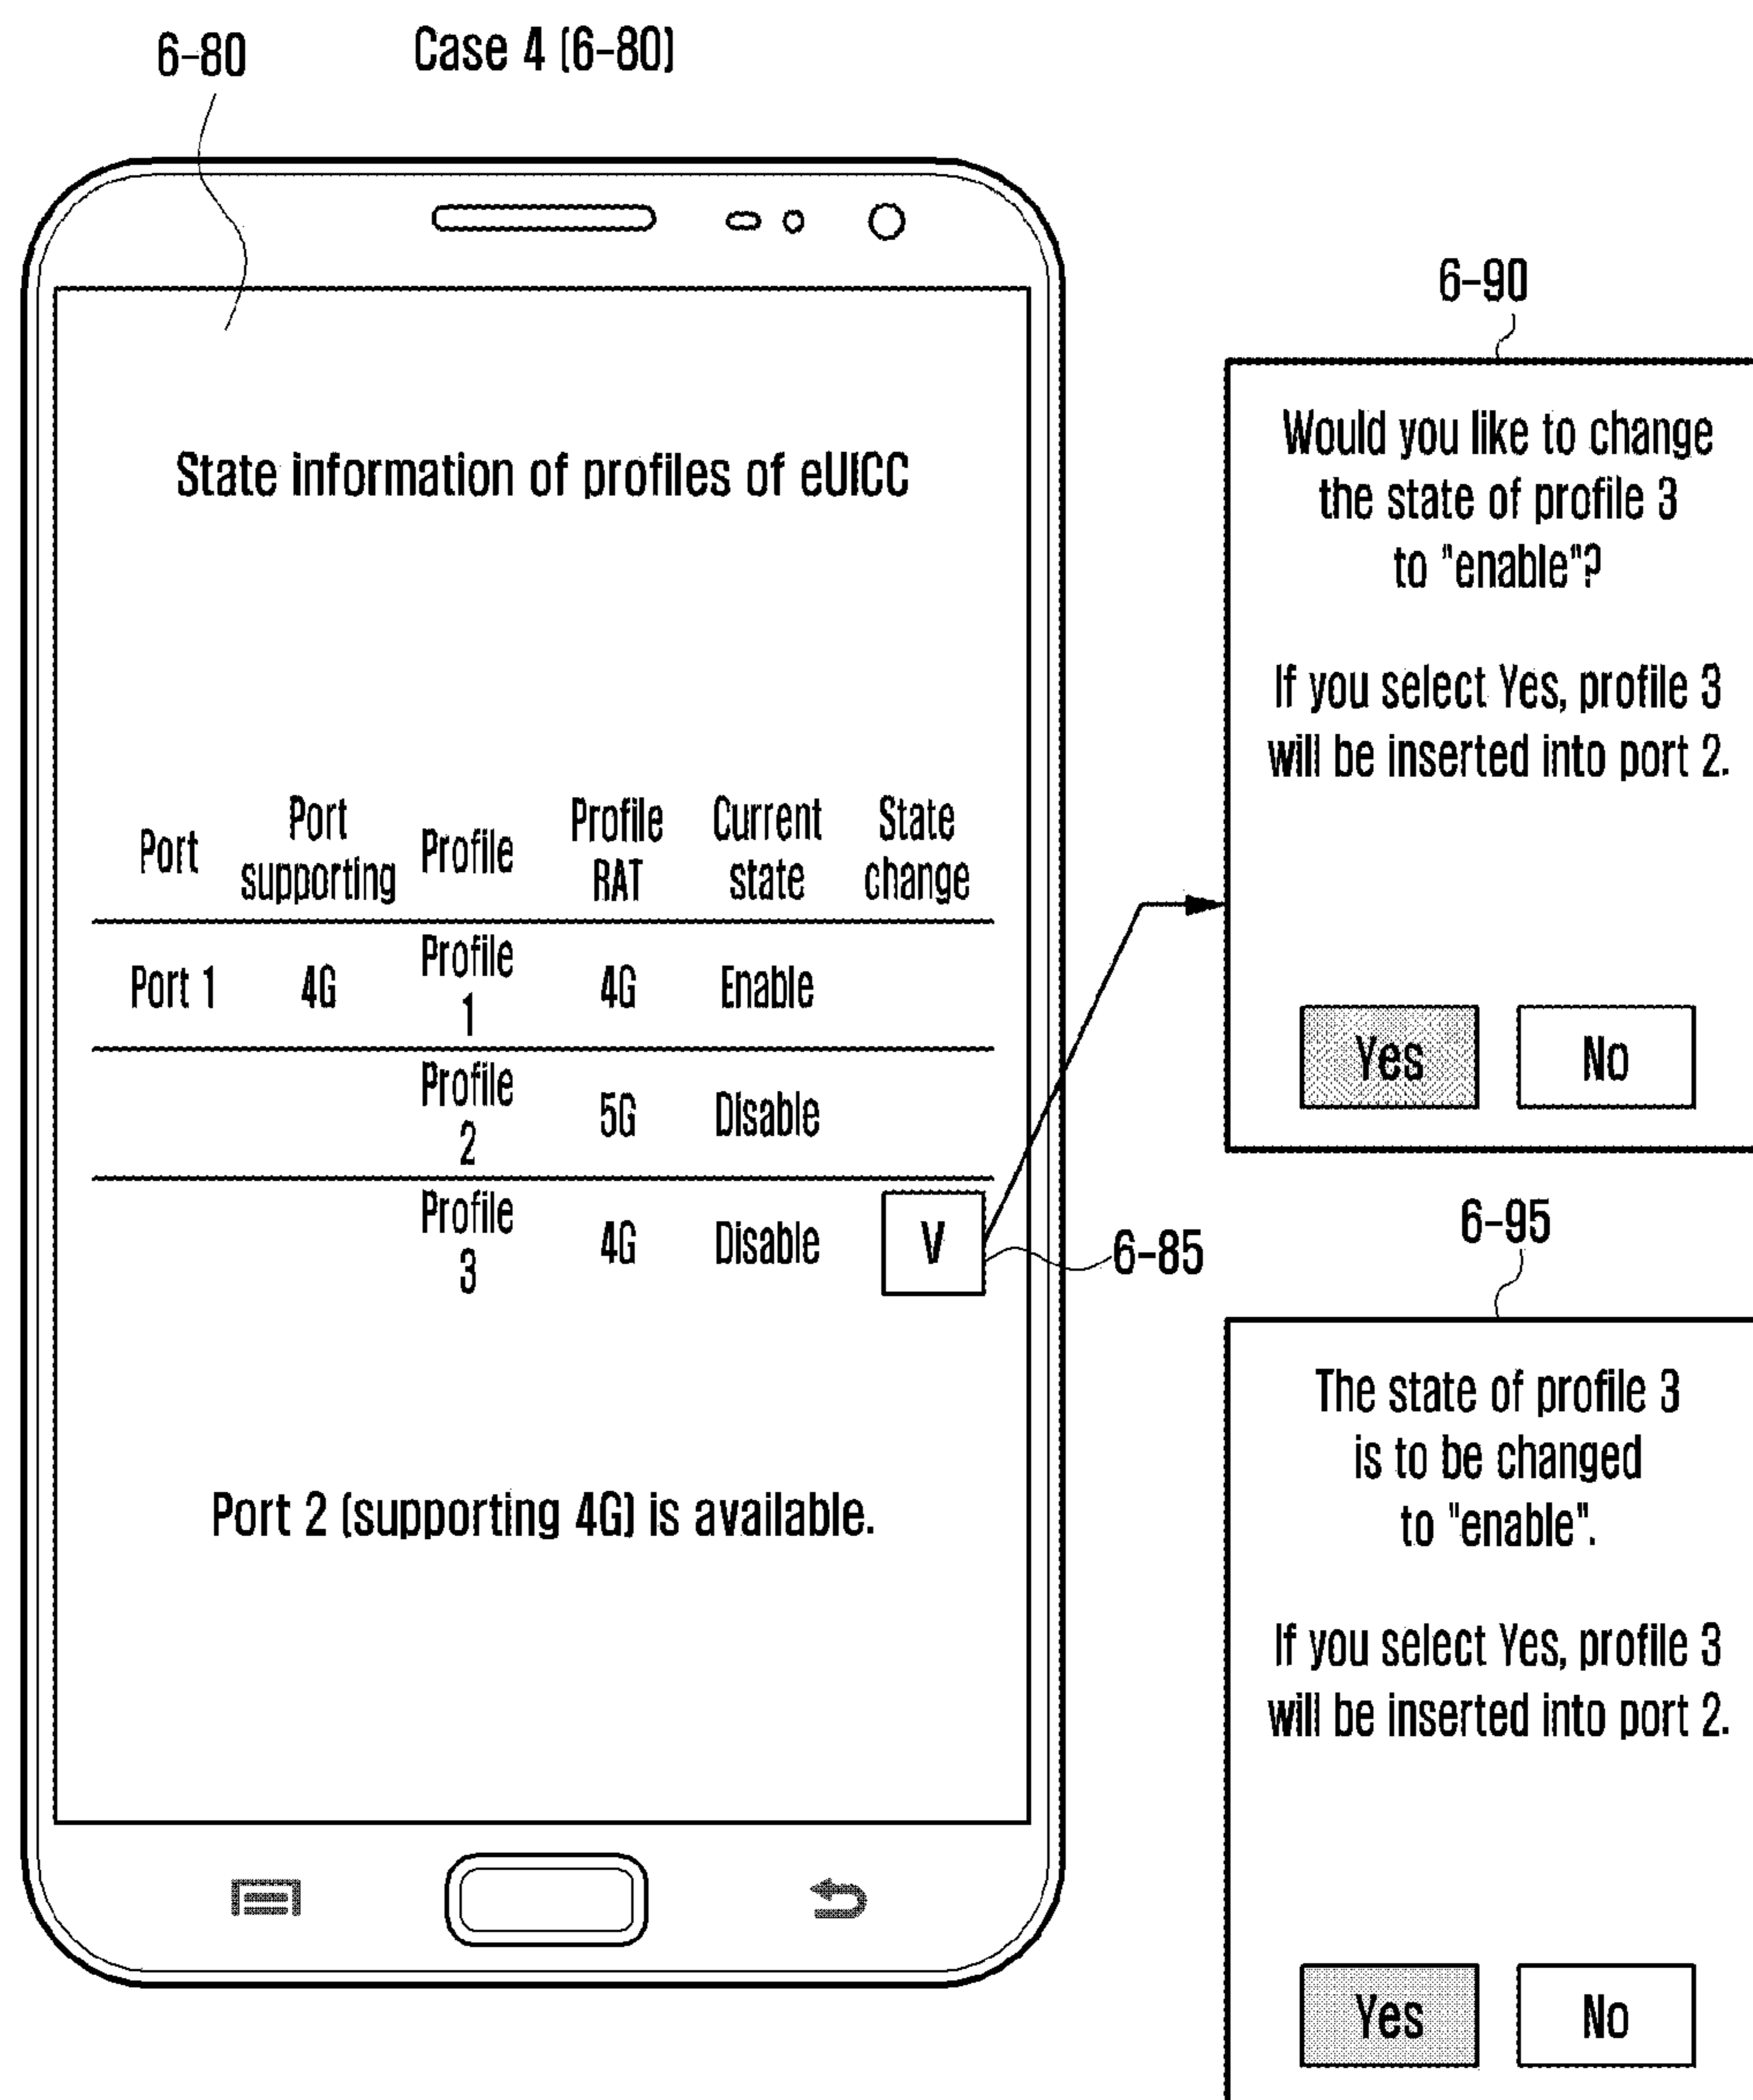 6-80
Case 4 (6-80)
State information of profiles of eUICC
Port Port supporting Profile Profile RAT Current state State change
Port 1 4G Profile 1 4G Enable
Profile 2 5G Disable
Profile 3 4G Disable V
6-85
Port 2 (supporting 4G) is available.
6-90
Would you like to change
the state of profile 3
to "enable"?
If you select Yes, profile 3
will be inserted into port 2.
Yes No
6-95
The state of profile 3
is to be changed
to "enable".
If you select Yes, profile 3
will be inserted into port 2.
Yes No